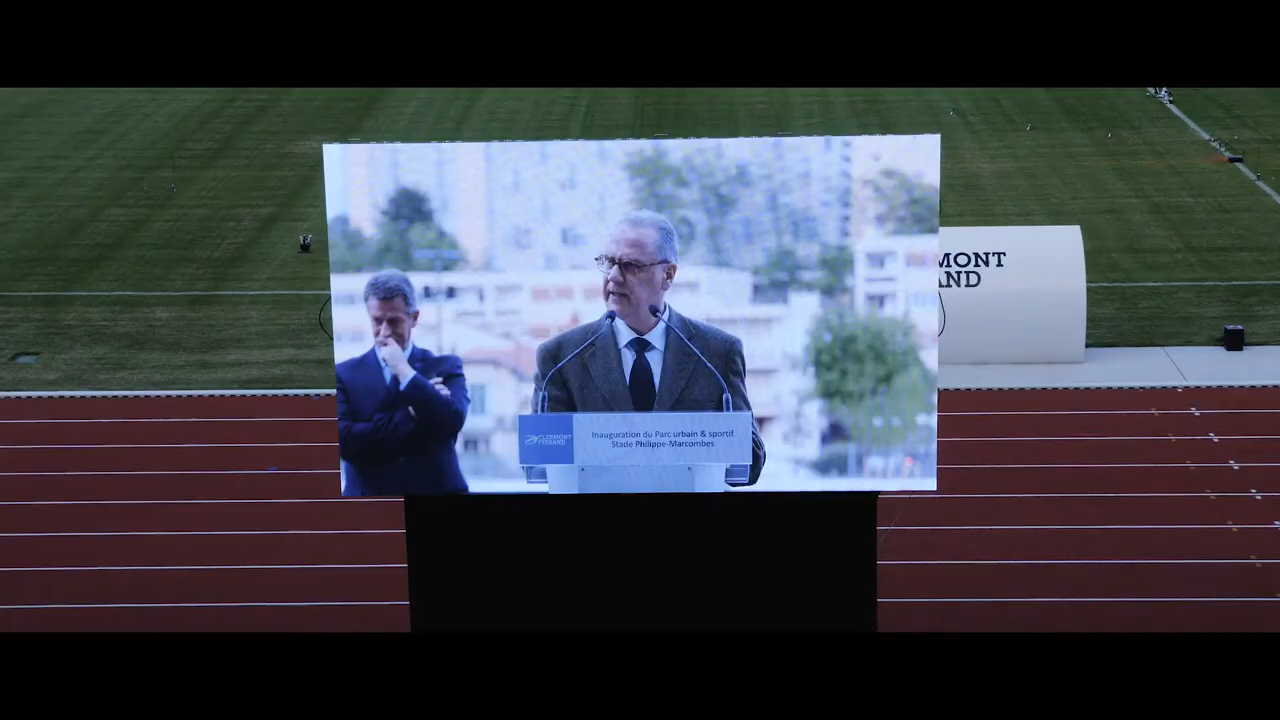 MONT
AND
CLERMONT
FERRAND
Inauguration du Parc urbain & sportif
Stade Philippe-Marcombes